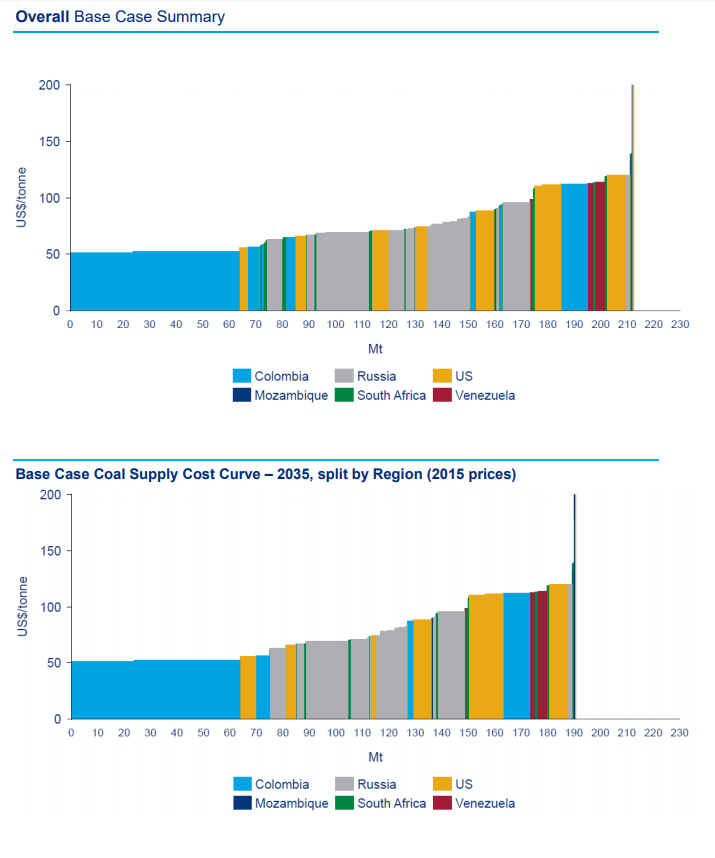 Overall Base Case Summary
200
150
100
50
0
US$/tonne
0 10 20 30 40 50 60 70 80 90 100 110 120 130 140 150 160 170 180 190 200 210 220 230
Mt
Colombia Russia US
Mozambique South Africa Venezuela
Base Case Coal Supply Cost Curve – 2035, split by Region (2015 prices)
200
150
100
50
0
US$/tonne
0 10 20 30 40 50 60 70 80 90 100 110 120 130 140 150 160 170 180 190 200 210 220 230
Mt
Colombia Russia US
Mozambique South Africa Venezuela